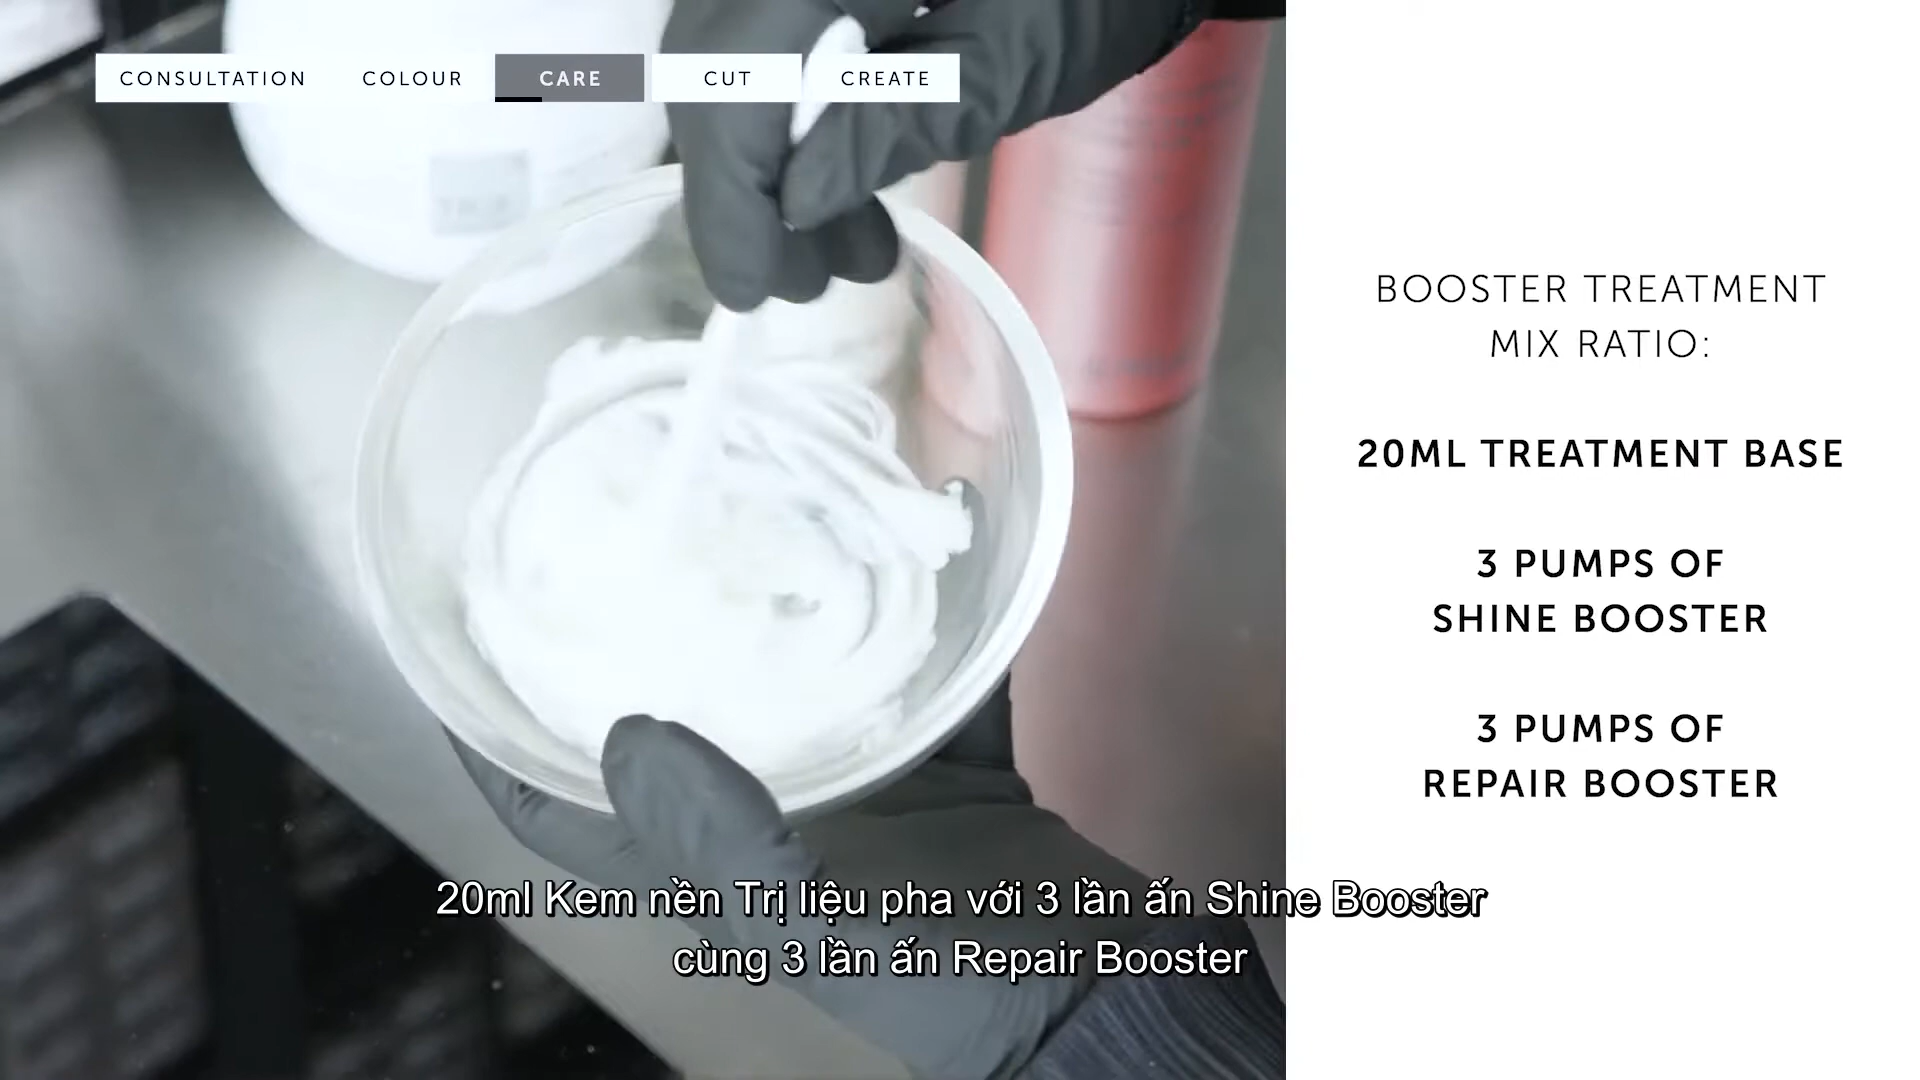 CONSULTATION COLOUR CARE CUT CREATE
BOOSTER TREATMENT
MIX RATIO:
20ML TREATMENT BASE
3 PUMPS OF
SHINE BOOSTER
3 PUMPS OF
REPAIR BOOSTER
20ml Kem nền Trị liệu pha với 3 lần ấn Shine Booster
cùng 3 lần ấn Repair Booster